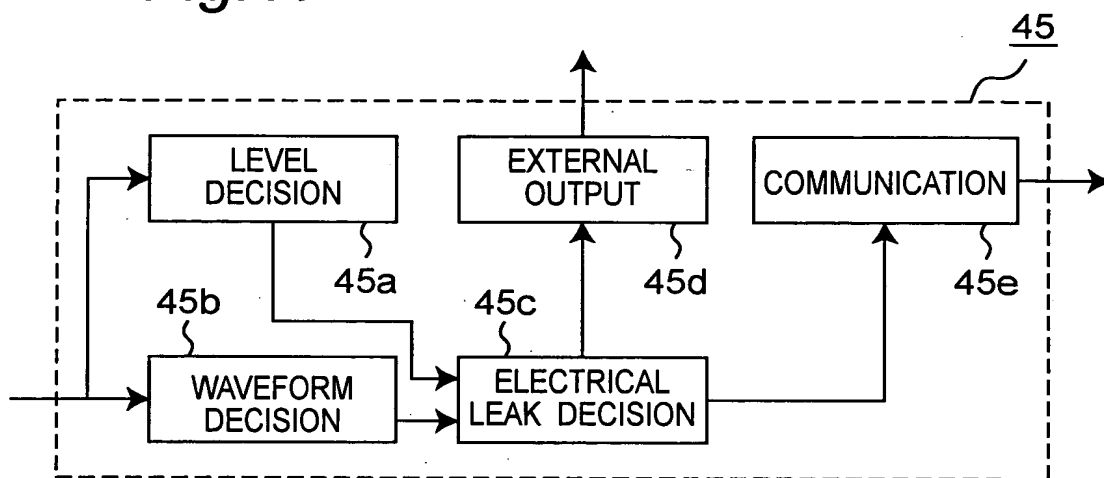 45
LEVEL
DECISION
EXTERNAL
OUTPUT
COMMUNICATION
45a
45d
45e
45b
45c
WAVEFORM
DECISION
ELECTRICAL
LEAK DECISION